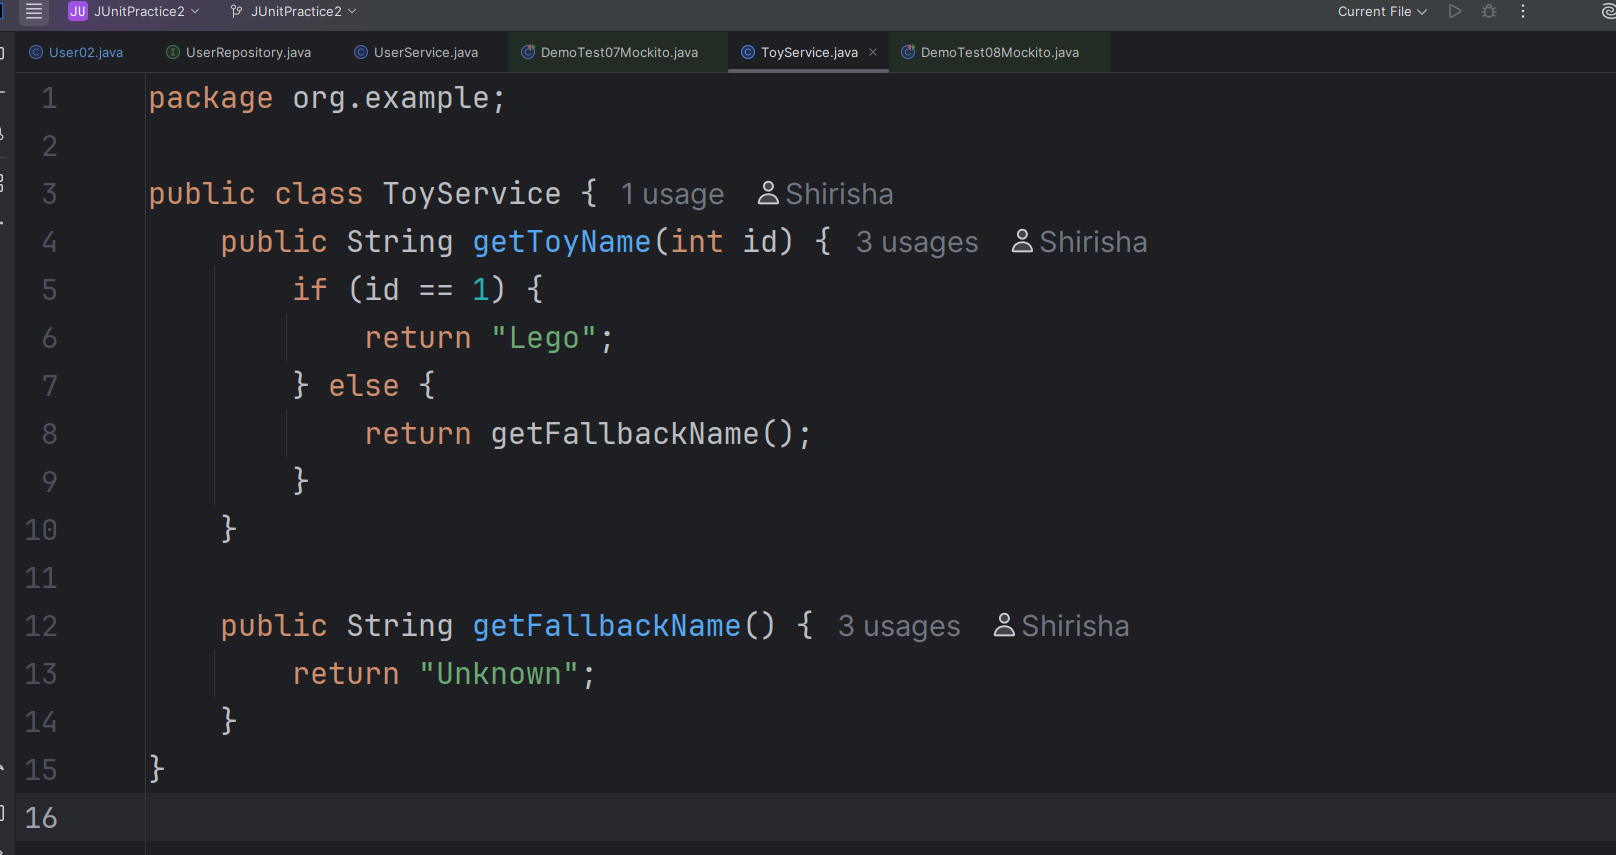 JU JUnitPractice2 JUnitPractice2 Current File
User02.java UserRepository.java UserService.java DemoTest07Mockito.java ToyService.java DemoTest08Mockito.java
1 package org.example;
2
3 public class ToyService { 1 usage Shirisha
4 public String getToyName(int id) { 3 usages Shirisha
5 if (id == 1) {
6 return "Lego";
7 } else {
8 return getFallbackName();
9 }
10 }
11
12 public String getFallbackName() { 3 usages Shirisha
13 return "Unknown";
14 }
15 }
16